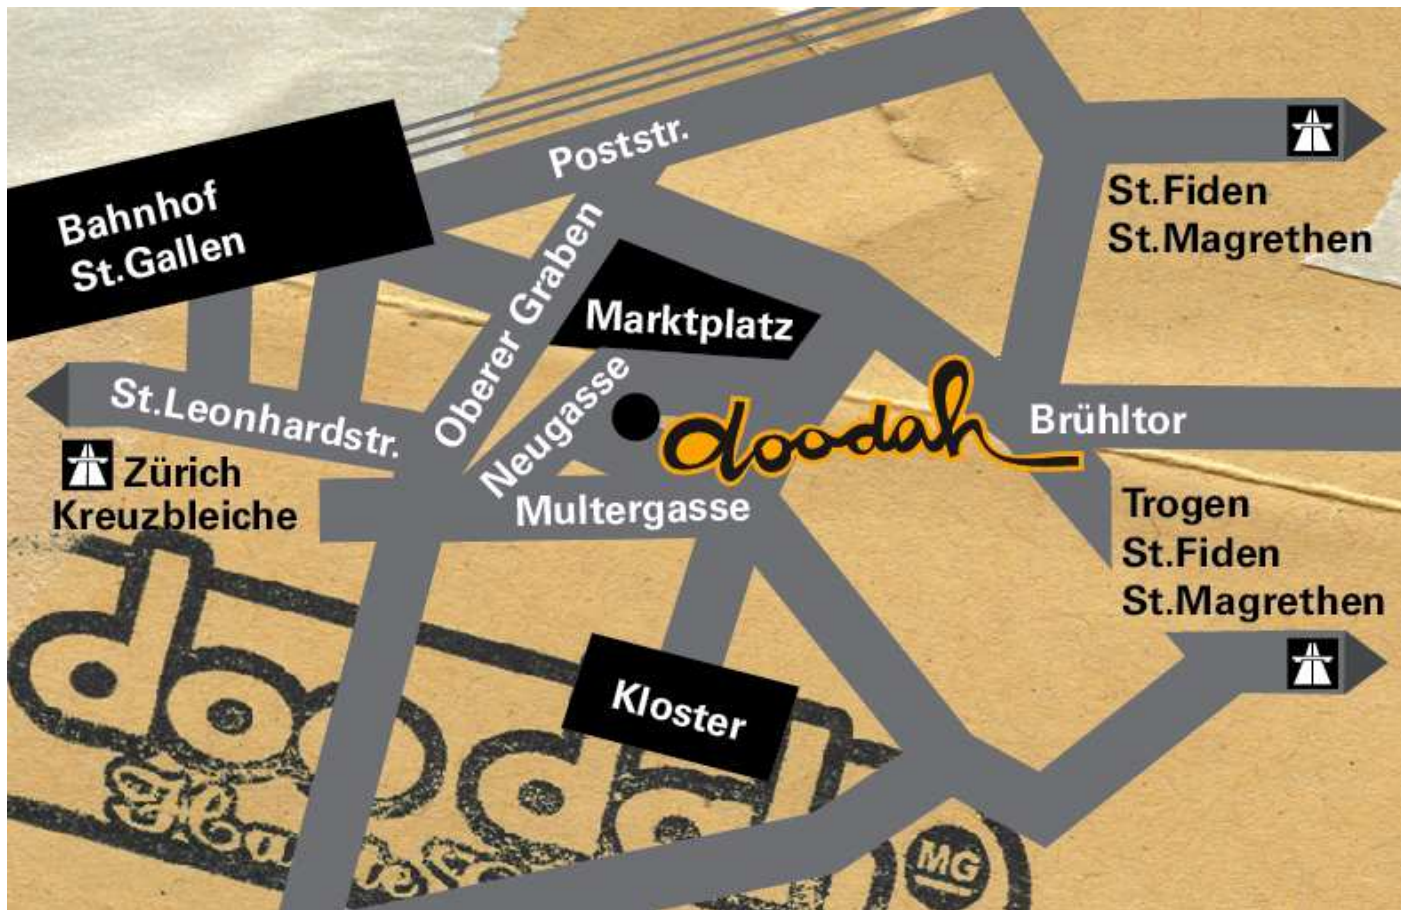 Poststr.
Bahnhof
St.Gallen
St.Fiden
St.Magrethen
Oberer Graben
Marktplatz
Neugasse
St.Leonhardstr.
doodah
Brühltor
Zürich
Kreuzbleiche
Multergasse
Trogen
St.Fiden
St.Magrethen
Kloster
doodah
MG